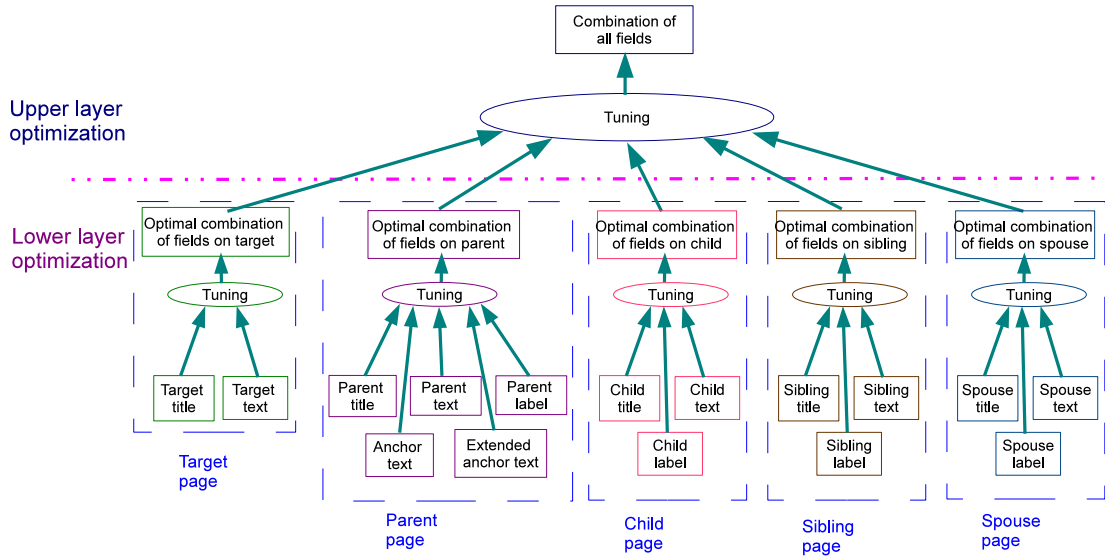 Combination of
all fields
Upper layer
optimization
Tuning
Lower layer
optimization
Optimal combination
of fields on target
Optimal combination
of fields on parent
Optimal combination
of fields on child
Optimal combination
of fields on sibling
Optimal combination
of fields on spouse
Tuning
Tuning
Tuning
Tuning
Tuning
Target
title
Target
text
Parent
title
Parent
text
Parent
label
Anchor
text
Extended
anchor text
Child
title
Child
text
Child
label
Sibling
title
Sibling
text
Sibling
label
Spouse
title
Spouse
text
Spouse
label
Target
page
Parent
page
Child
page
Sibling
page
Spouse
page